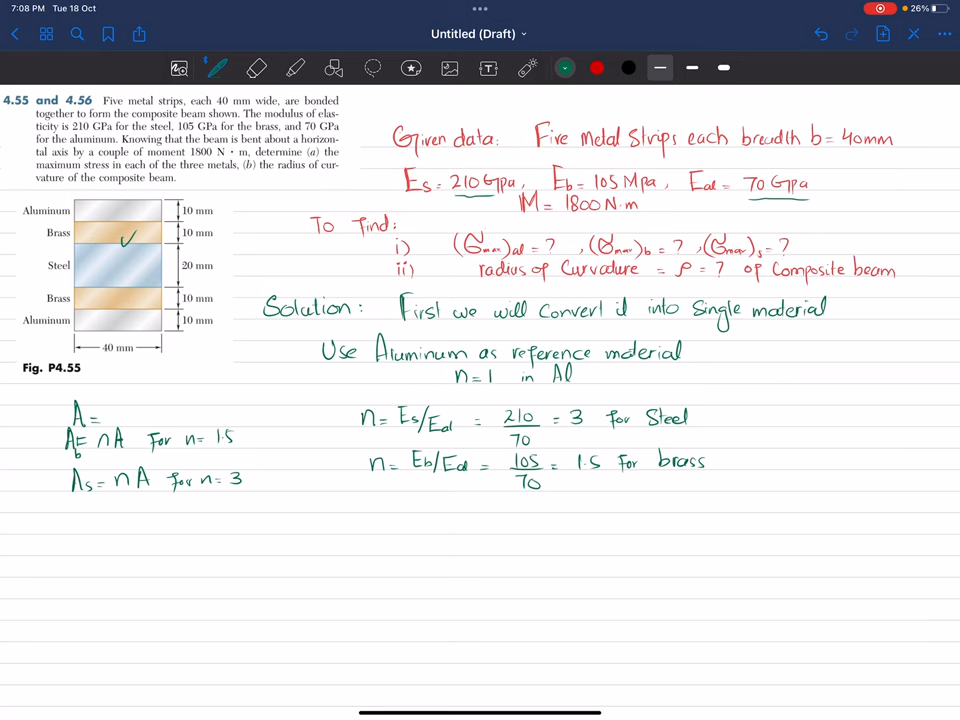 7:08 PM Tue 18 Oct
26%
Untitled (Draft)
4.55 and 4.56 Five metal strips, each 40 mm wide, are bonded
together to form the composite beam shown. The modulus of elas-
ticity is 210 GPa for the steel, 105 GPa for the brass, and 70 GPa
for the aluminum. Knowing that the beam is bent about a horizon-
tal axis by a couple of moment 1800 N · m, determine (a) the
maximum stress in each of the three metals, (b) the radius of cur-
vature of the composite beam.
Aluminum 10 mm
Brass 10 mm
Steel 20 mm
Brass 10 mm
Aluminum 10 mm
40 mm
Fig. P4.55
Given data: Five Metal Strips each breadth b = 40mm
Es = 210 Gpa, Eb = 105 Mpa, Eal = 70 Gpa
M = 1800 N.m
To find:
i) (σmax)al = ? , (σmax)b = ? , (σmax)s = ?
ii) radius of Curvadure = ρ = ? of Composite beam
Solution: First we will convert it into Single material
Use Aluminum as reference material
n=1 in Al
n = Es/Eal = 210/70 = 3 for Steel
n = Eb/Eal = 105/70 = 1.5 for brass
A =
Ab = nA for n = 1.5
As = nA for n = 3